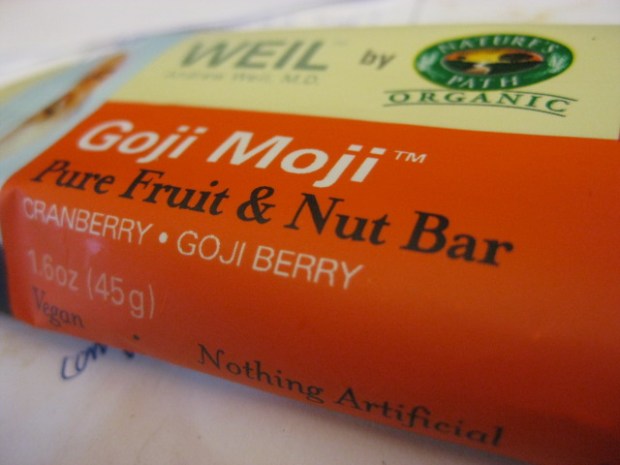 WEIL™ by
Andrew Weil, M.D.
NATURE'S
PATH
ORGANIC
Goji Moji™
Pure Fruit & Nut Bar
CRANBERRY • GOJI BERRY
1.6oz (45g)
Vegan
Nothing Artificial